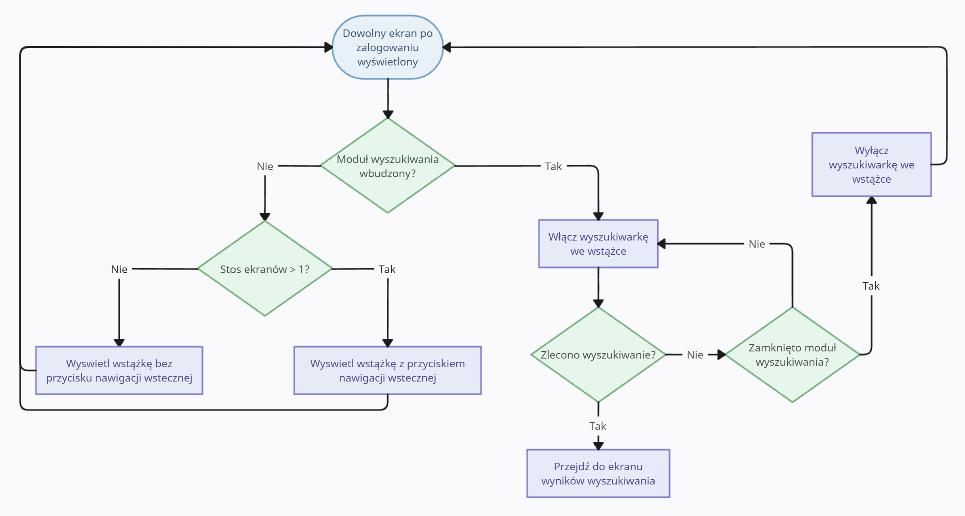 Dowolny ekran po
zalogowaniu
wyświetlony
Moduł wyszukiwania
wbudzony?
Nie
Tak
Wyłącz
wyszukiwarkę we
wstążce
Włącz wyszukiwarkę
we wstążce
Nie
Stos ekranów > 1?
Nie
Tak
Tak
Wyswietl wstążkę bez
przycisku nawigacji wstecznej
Wyswietl wstążkę z przyciskiem
nawigacji wstecznej
Zlecono wyszukiwanie?
Nie
Zamknięto moduł
wyszukiwania?
Tak
Przejdź do ekranu
wyników wyszukiwania